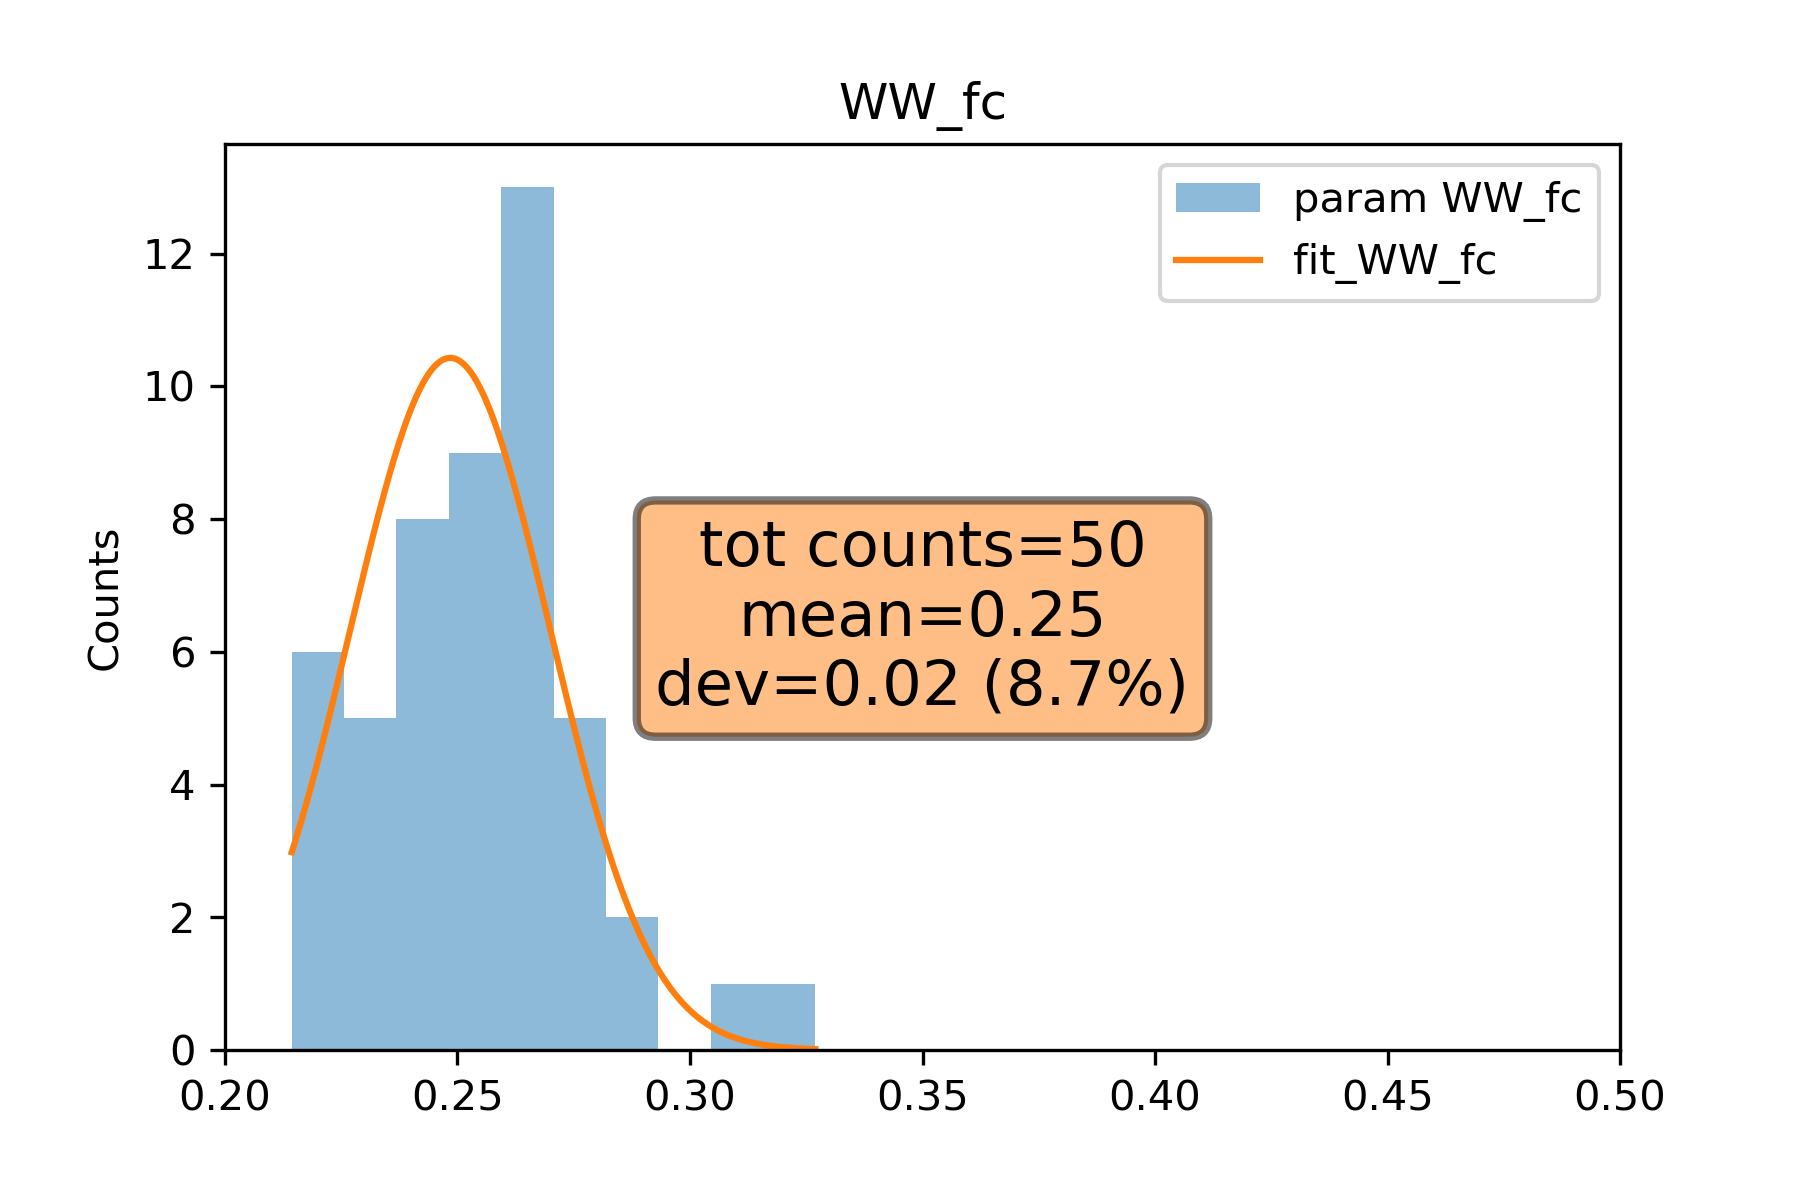 WW_fc
param WW_fc
fit_WW_fc
12
10
8
6
4
2
0
Counts
tot counts=50
mean=0.25
dev=0.02 (8.7%)
0.20 0.25 0.30 0.35 0.40 0.45 0.50